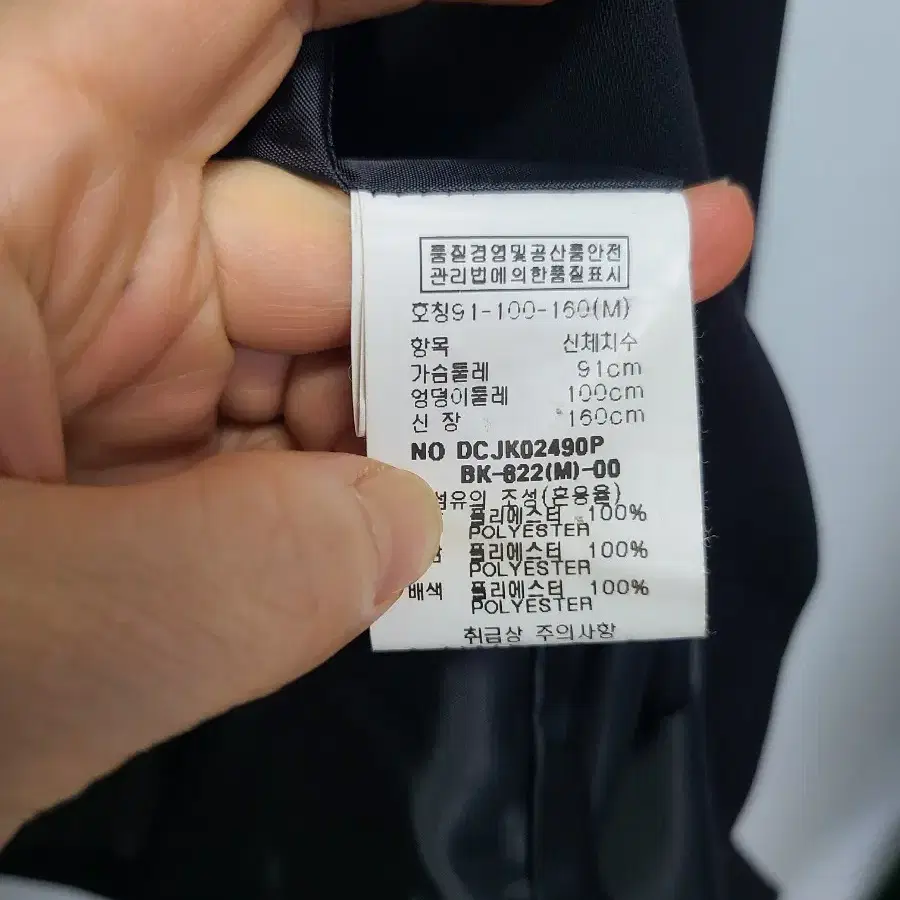 품질경영및공산품안전
관리법에의한품질표시
호칭91-100-160(M)
항목 신체치수
가슴둘레 91cm
엉덩이둘레 100cm
신 장 160cm
NO DCJK02490P
BK-822(M)-00
섬유의 조성(혼용율)
폴리에스터 100%
POLYESTER
폴리에스터 100%
POLYESTER
배색 폴리에스터 100%
POLYESTER
취급상 주의사항